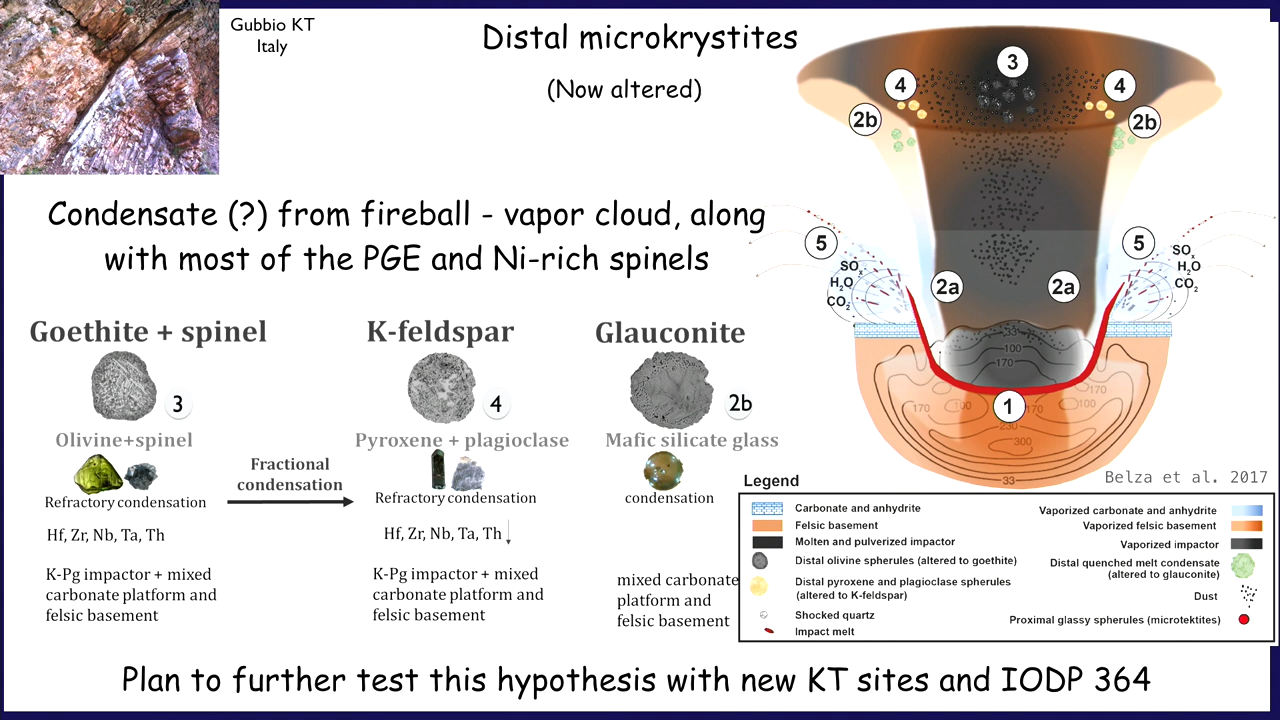 Gubbio KT
Italy
Distal microkrystites
(Now altered)
Condensate (?) from fireball - vapor cloud, along
with most of the PGE and Ni-rich spinels
Goethite + spinel
3
Olivine+spinel
Refractory condensation
Hf, Zr, Nb, Ta, Th
K-Pg impactor + mixed
carbonate platform and
felsic basement
Fractional
condensation
K-feldspar
4
Pyroxene + plagioclase
Refractory condensation
Hf, Zr, Nb, Ta, Th
K-Pg impactor + mixed
carbonate platform and
felsic basement
Glauconite
2b
Mafic silicate glass
condensation
mixed carbonate
platform and
felsic basement
3
4
4
2b
2b
5
5
SOx
H2O
CO2
SOx
H2O
CO2
2a
2a
33
100
170
1
170
100
170
100
230
300
33
Belza et al. 2017
Legend
Carbonate and anhydrite
Felsic basement
Molten and pulverized impactor
Distal olivine spherules (altered to goethite)
Distal pyroxene and plagioclase spherules
(altered to K-feldspar)
Shocked quartz
Impact melt
Vaporized carbonate and anhydrite
Vaporized felsic basement
Vaporized impactor
Distal quenched melt condensate
(altered to glauconite)
Dust
Proximal glassy spherules (microtektites)
Plan to further test this hypothesis with new KT sites and IODP 364